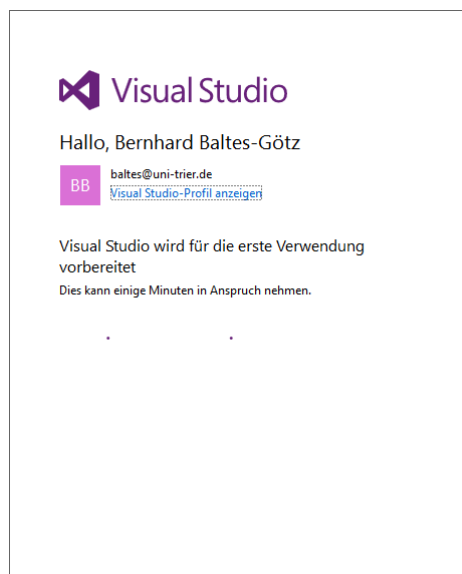 Visual Studio
Hallo, Bernhard Baltes-Götz
BB
baltes@uni-trier.de
Visual Studio-Profil anzeigen
Visual Studio wird für die erste Verwendung
vorbereitet
Dies kann einige Minuten in Anspruch nehmen.